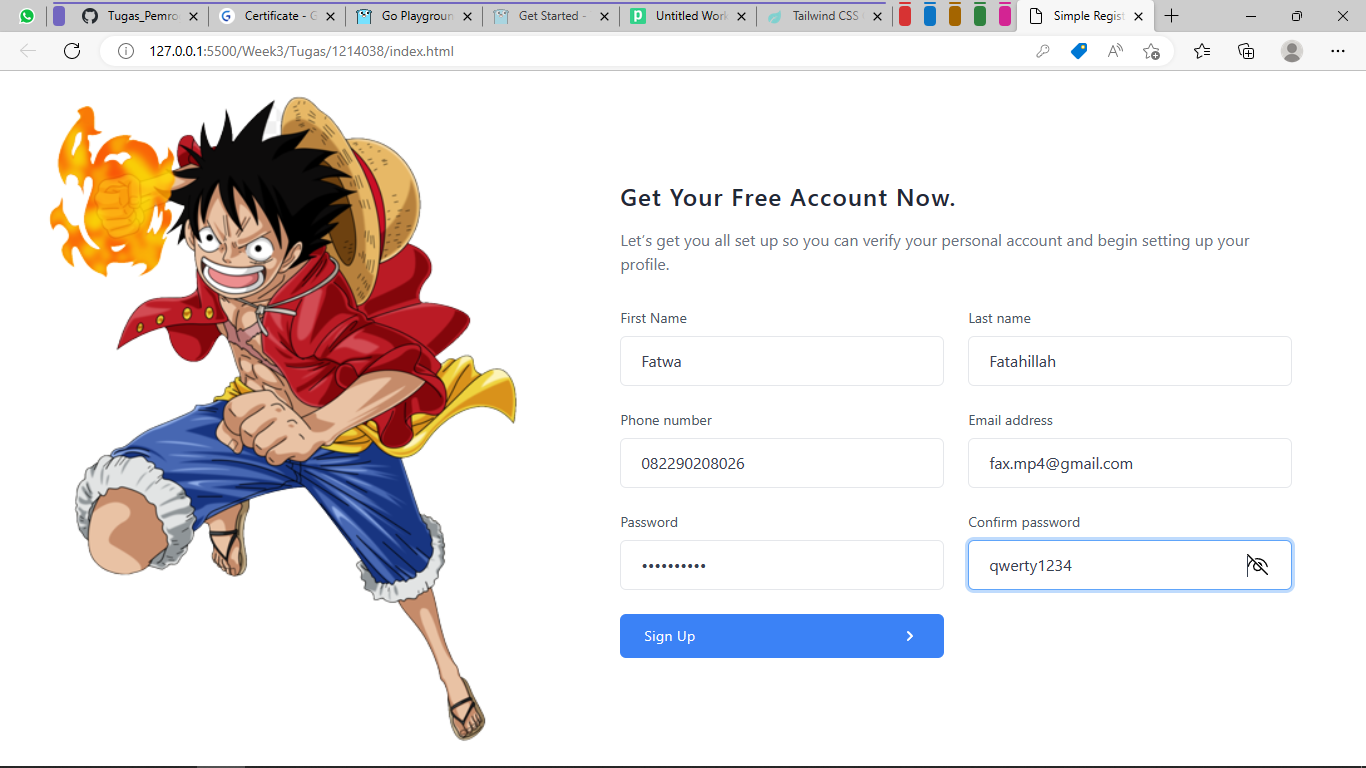 Tugas_Pemro
Certificate - G
Go Playgroun
Get Started -
Untitled Work
Tailwind CSS
Simple Regist
127.0.0.1:5500/Week3/Tugas/1214038/index.html
Get Your Free Account Now.
Let's get you all set up so you can verify your personal account and begin setting up your
profile.
First Name
Last name
Fatwa
Fatahillah
Phone number
Email address
082290208026
fax.mp4@gmail.com
Password
Confirm password
••••••••••
qwerty1234
Sign Up